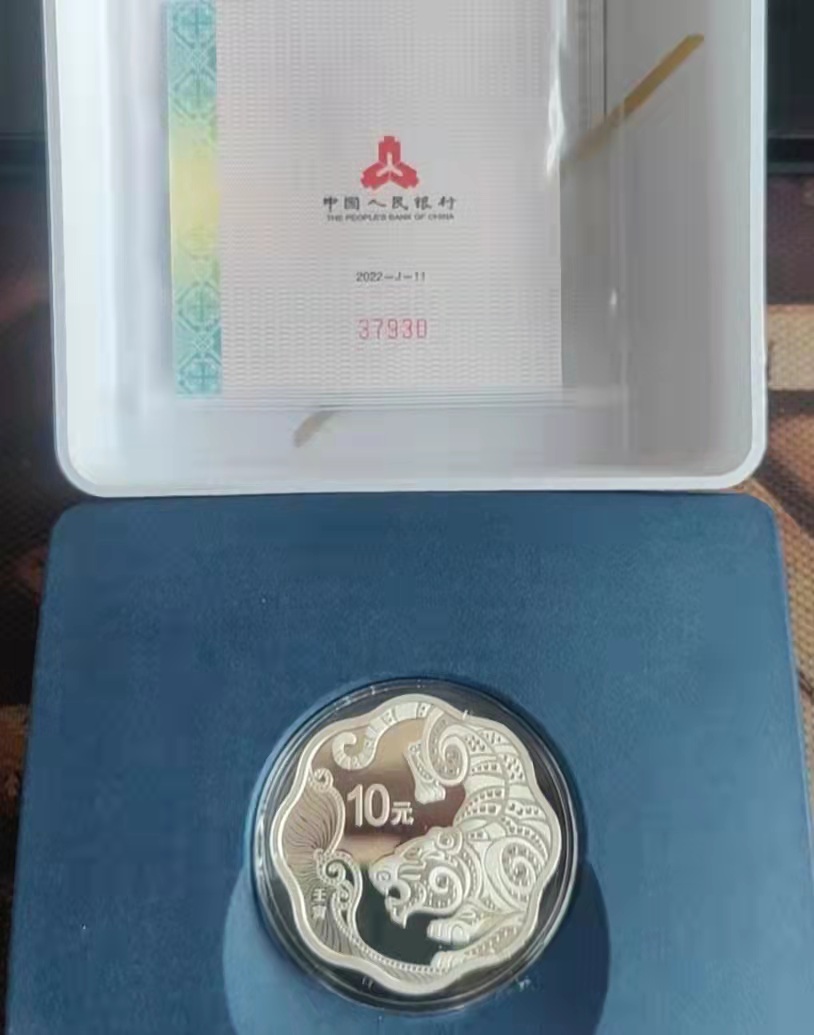 中国人民银行
THE PEOPLE'S BANK OF CHINA
2022-J-11
37930
10元
壬寅